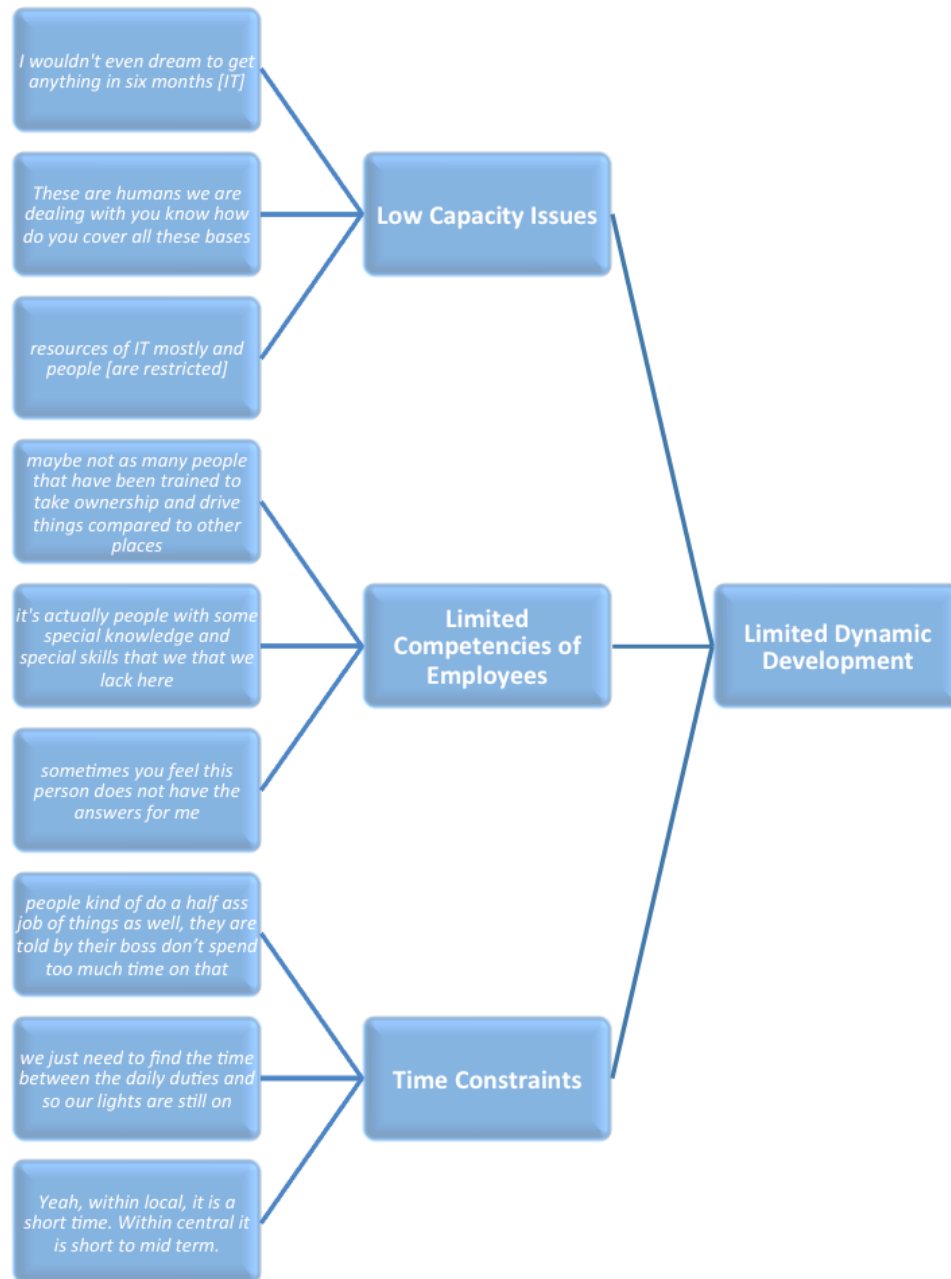 I wouldn't even dream to get
anything in six months [IT]
These are humans we are
dealing with you know how
do you cover all these bases
resources of IT mostly and
people [are restricted]
Low Capacity Issues
maybe not as many people
that have been trained to
take ownership and drive
things compared to other
places
it's actually people with some
special knowledge and
special skills that we that we
lack here
sometimes you feel this
person does not have the
answers for me
Limited
Competencies of
Employees
people kind of do a half ass
job of things as well, they are
told by their boss don’t spend
too much time on that
we just need to find the time
between the daily duties and
so our lights are still on
Yeah, within local, it is a
short time. Within central it
is short to mid term.
Time Constraints
Limited Dynamic
Development